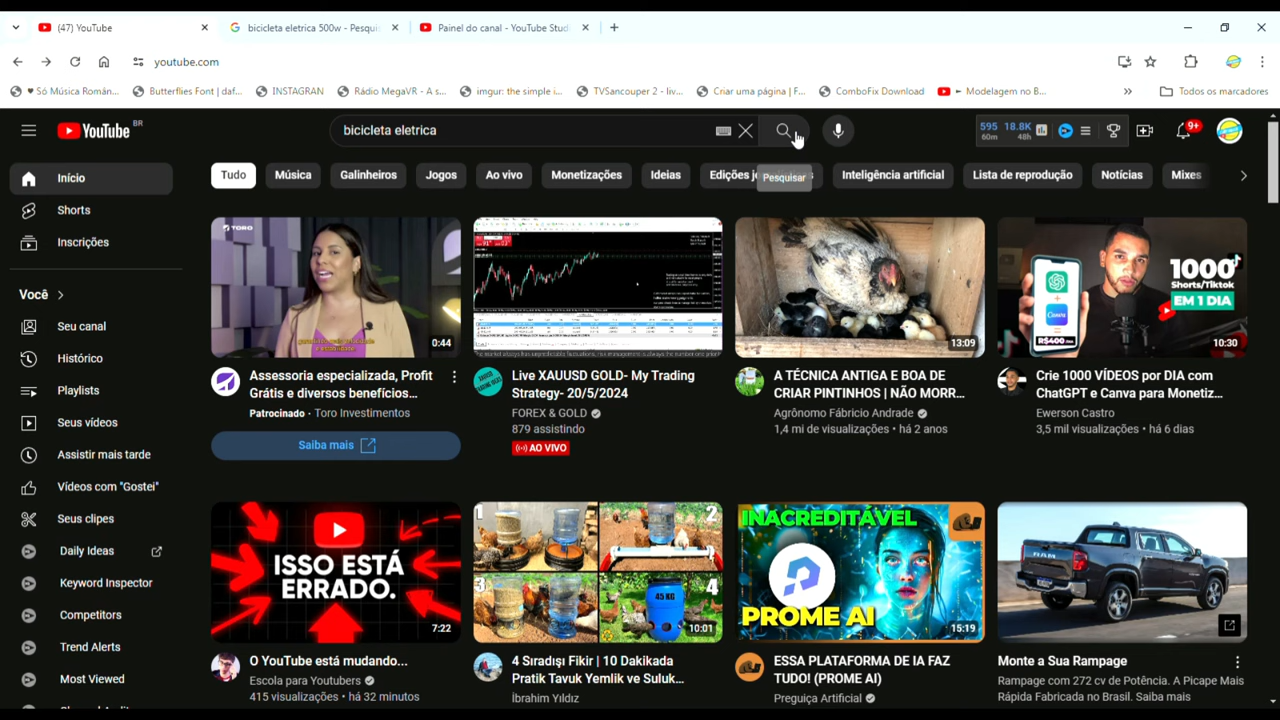 (47) YouTube
bicicleta eletrica 500w - Pesqui
Painel do canal - YouTube Stud
youtube.com
♥ Só Música Român...
Butterflies Font | daf...
INSTAGRAN
Rádio MegaVR - A s...
imgur: the simple i...
TVSancouper 2 - liv...
Criar uma página | F...
ComboFix Download
► Modelagem no B...
»
Todos os marcadores
YouTube BR
bicicleta eletrica
595 18.8K
60m 48h
9+
Início
Shorts
Inscrições
Você
Seu canal
Histórico
Playlists
Seus vídeos
Assistir mais tarde
Vídeos com "Gostei"
Seus clipes
Daily Ideas
Keyword Inspector
Competitors
Trend Alerts
Most Viewed
Tudo
Música
Galinheiros
Jogos
Ao vivo
Monetizações
Ideias
Edições
Pesquisar
Inteligência artificial
Lista de reprodução
Notícias
Mixes
TORO
0:44
Assessoria especializada, Profit
Grátis e diversos benefícios...
Patrocinado · Toro Investimentos
Saiba mais
Live XAUUSD GOLD- My Trading
Strategy- 20/5/2024
FOREX & GOLD
879 assistindo
AO VIVO
13:09
A TÉCNICA ANTIGA E BOA DE
CRIAR PINTINHOS | NÃO MORR...
Agrônomo Fábricio Andrade
1,4 mi de visualizações • há 2 anos
1000
Shorts/Tiktok
EM 1 DIA
Canva
R$400
10:30
Crie 1000 VÍDEOS por DIA com
ChatGPT e Canva para Monetiz...
Ewerson Castro
3,5 mil visualizações • há 6 dias
ISSO ESTÁ
ERRADO.
7:22
O YouTube está mudando...
Escola para Youtubers
415 visualizações • há 32 minutos
1
2
3
4
45 KG
10:01
4 Sıradışı Fikir | 10 Dakikada
Pratik Tavuk Yemlik ve Suluk...
İbrahim Yıldız
INACREDITÁVEL
PROME AI
15:19
ESSA PLATAFORMA DE IA FAZ
TUDO! (PROME AI)
Preguiça Artificial
RAM
Monte a Sua Rampage
Rampage com 272 cv de Potência. A Picape Mais
Rápida Fabricada no Brasil. Saiba mais